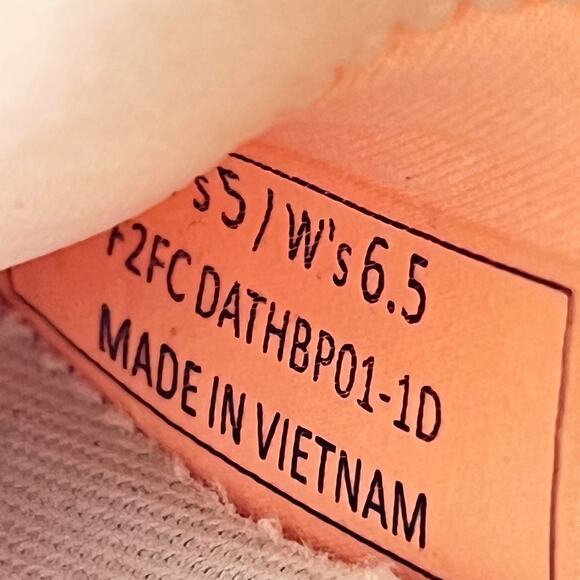 's 5 / W's 6.5
F2FC DATHBP01-1D
MADE IN VIETNAM